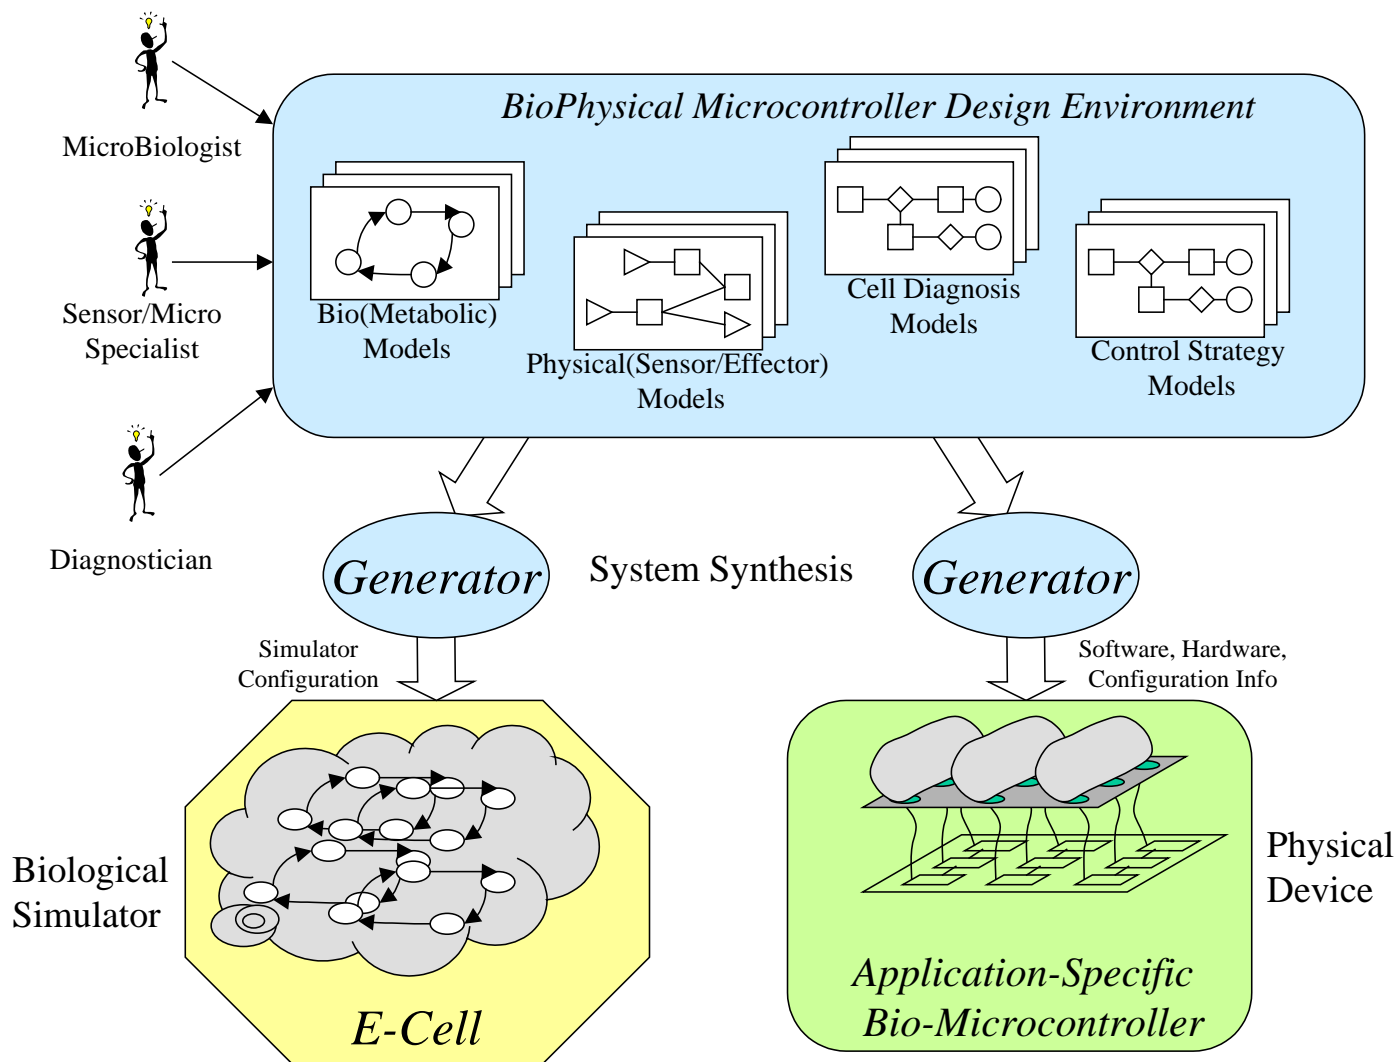 BioPhysical Microcontroller Design Environment
MicroBiologist
Sensor/Micro
Specialist
Diagnostician
Bio(Metabolic)
Models
Physical(Sensor/Effector)
Models
Cell Diagnosis
Models
Control Strategy
Models
Generator
System Synthesis
Generator
Simulator
Configuration
Software, Hardware,
Configuration Info
Biological
Simulator
E-Cell
Physical
Device
Application-Specific
Bio-Microcontroller